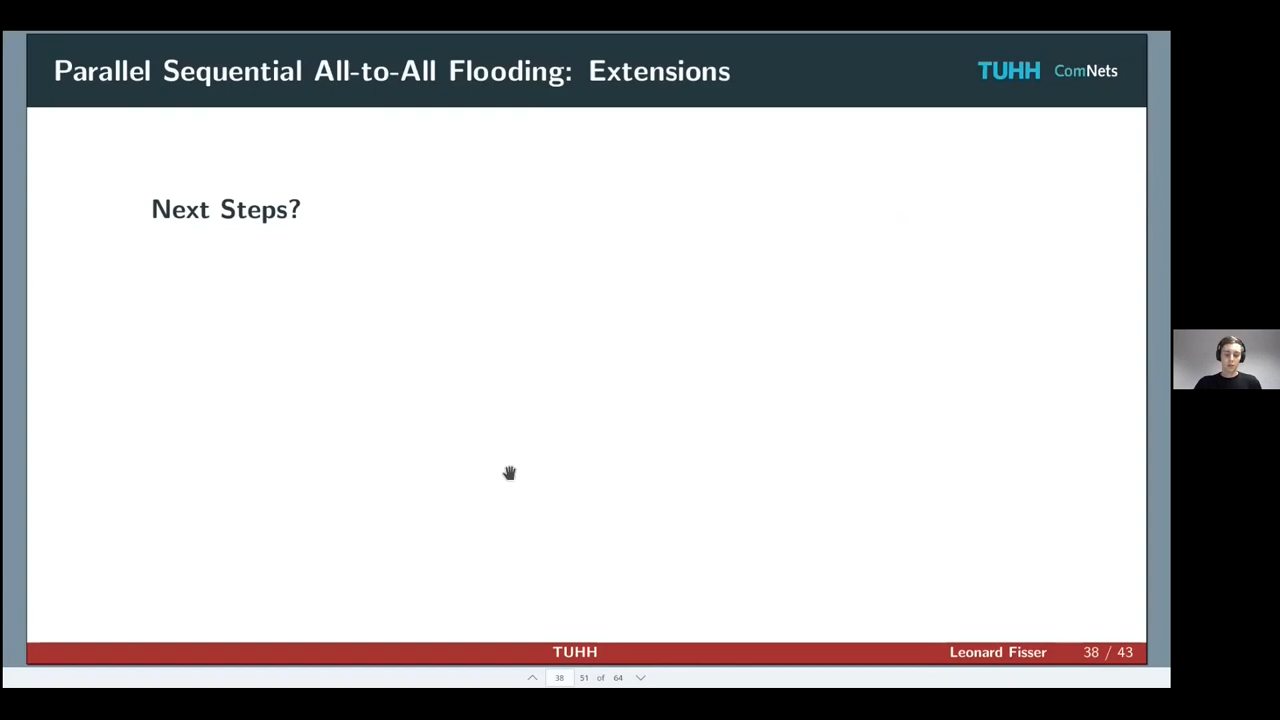 Parallel Sequential All-to-All Flooding: Extensions
TUHH ComNets
Next Steps?
TUHH
Leonard Fisser
38 / 43
38 51 of 64